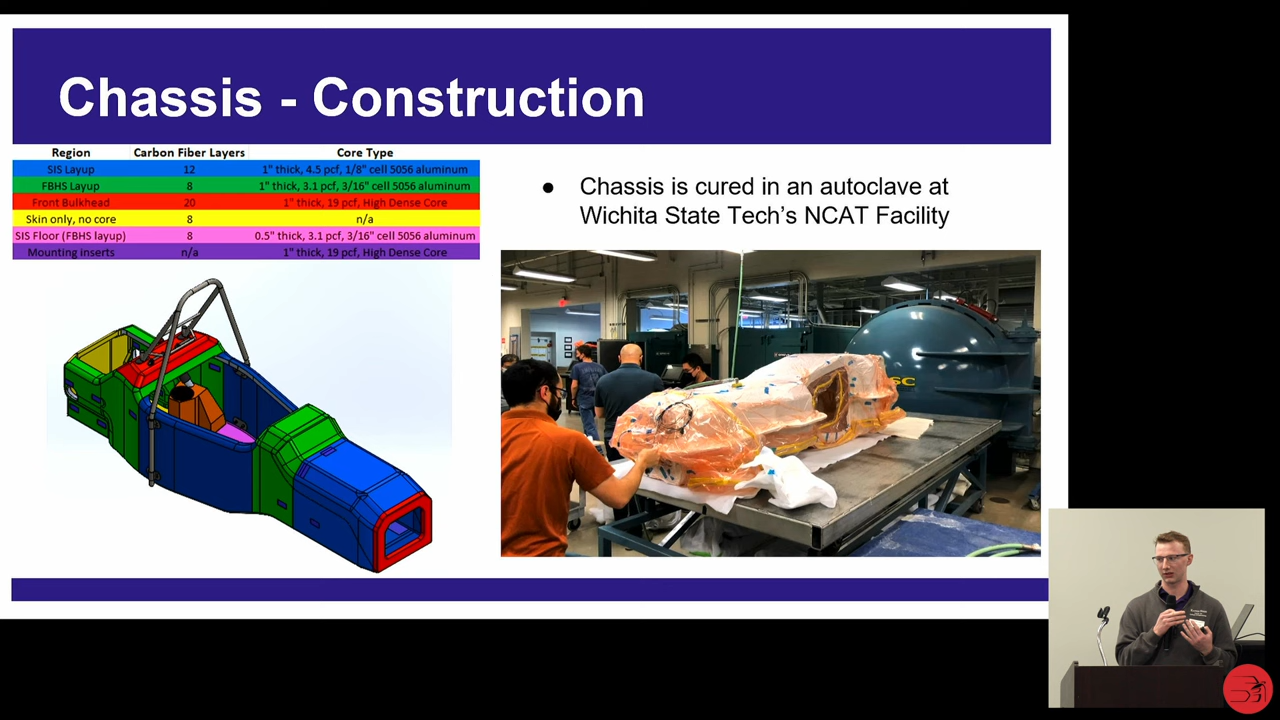 Chassis - Construction
Region Carbon Fiber Layers Core Type
SIS Layup 12 1" thick, 4.5 pcf, 1/8" cell 5056 aluminum
FBHS Layup 8 1" thick, 3.1 pcf, 3/16" cell 5056 aluminum
Front Bulkhead 20 1" thick, 19 pcf, High Dense Core
Skin only, no core 8 n/a
SIS Floor (FBHS layup) 8 0.5" thick, 3.1 pcf, 3/16" cell 5056 aluminum
Mounting inserts n/a 1" thick, 19 pcf, High Dense Core
● Chassis is cured in an autoclave at
Wichita State Tech's NCAT Facility
SC